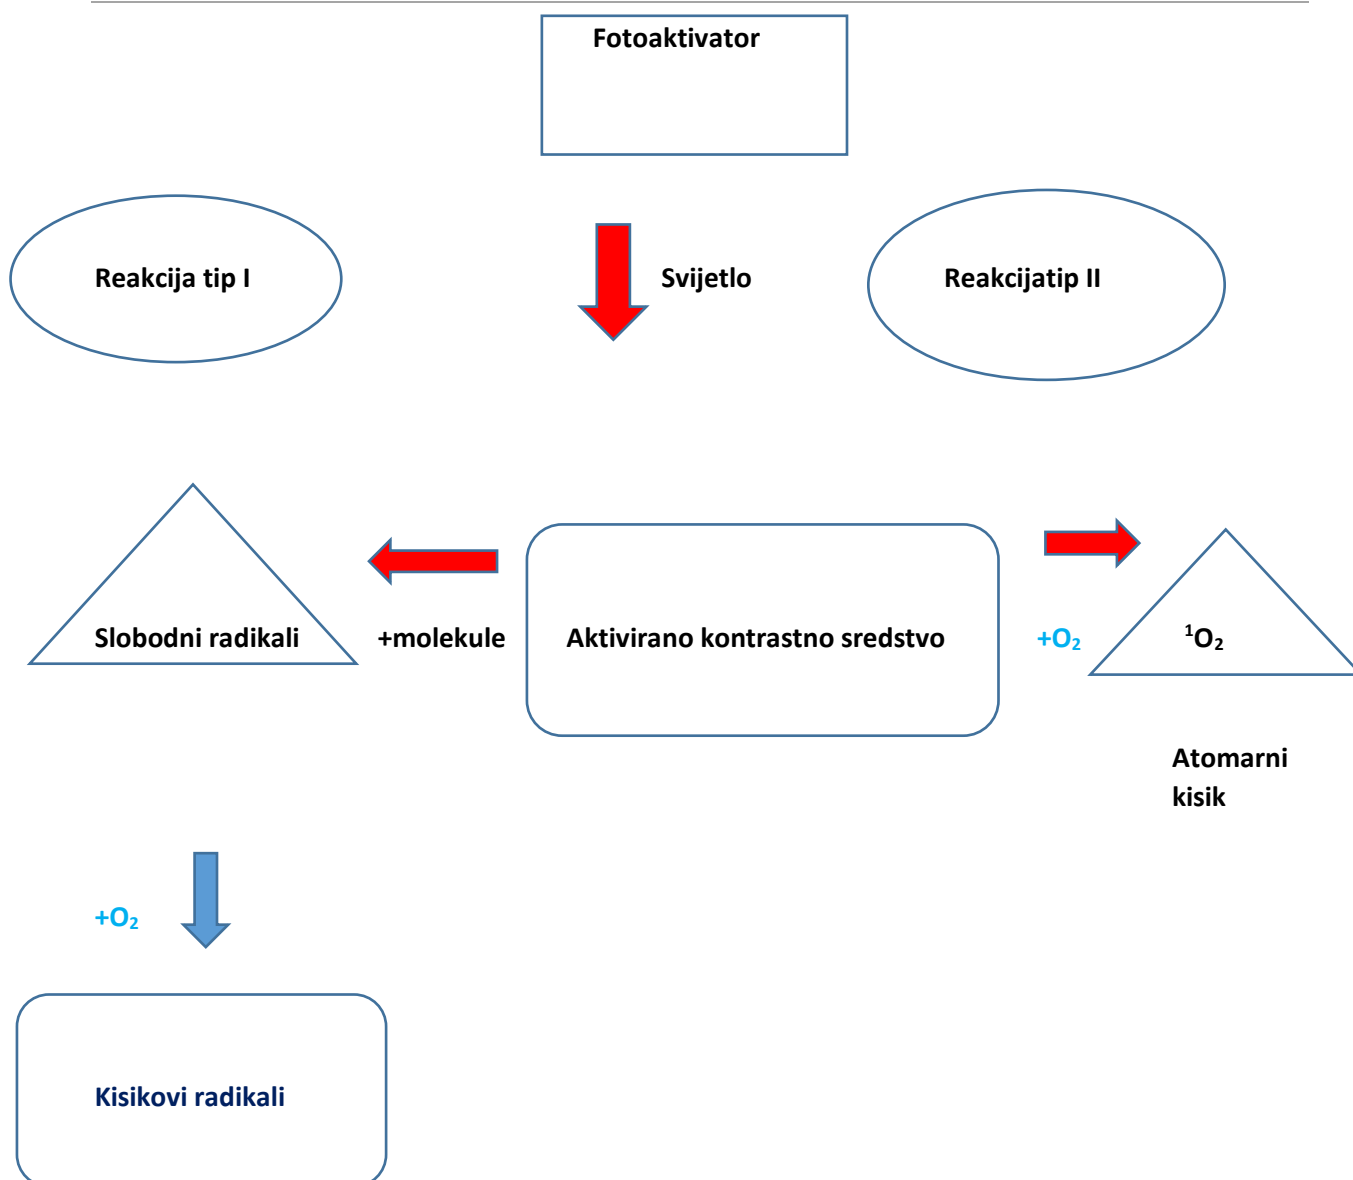 Fotoaktivator
Reakcija tip I
Svijetlo
Reakcijatip II
Slobodni radikali
+molekule
Aktivirano kontrastno sredstvo
+O₂
¹O₂
Atomarni
kisik
+O₂
Kisikovi radikali